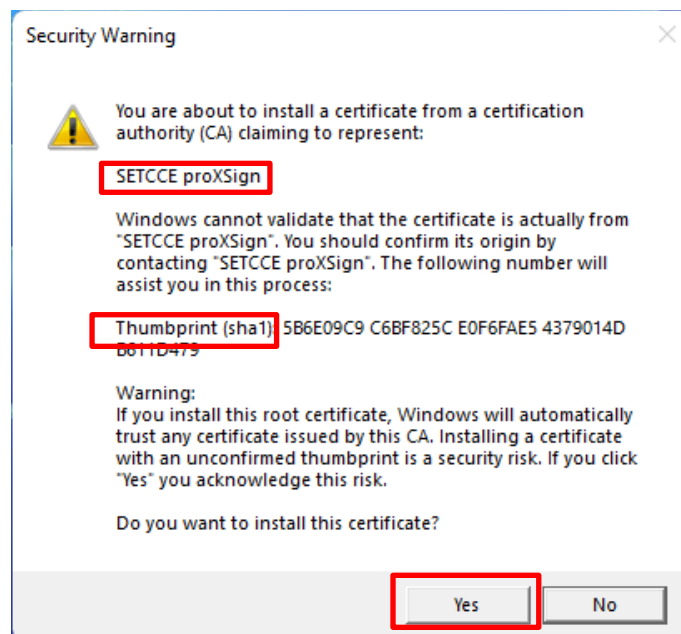 Security Warning
You are about to install a certificate from a certification
authority (CA) claiming to represent:
SETCCE proXSign
Windows cannot validate that the certificate is actually from
"SETCCE proXSign". You should confirm its origin by
contacting "SETCCE proXSign". The following number will
assist you in this process:
Thumbprint (sha1): 5B6E09C9 C6BF825C E0F6FAE5 4379014D
B611D479
Warning:
If you install this root certificate, Windows will automatically
trust any certificate issued by this CA. Installing a certificate
with an unconfirmed thumbprint is a security risk. If you click
"Yes" you acknowledge this risk.
Do you want to install this certificate?
Yes No